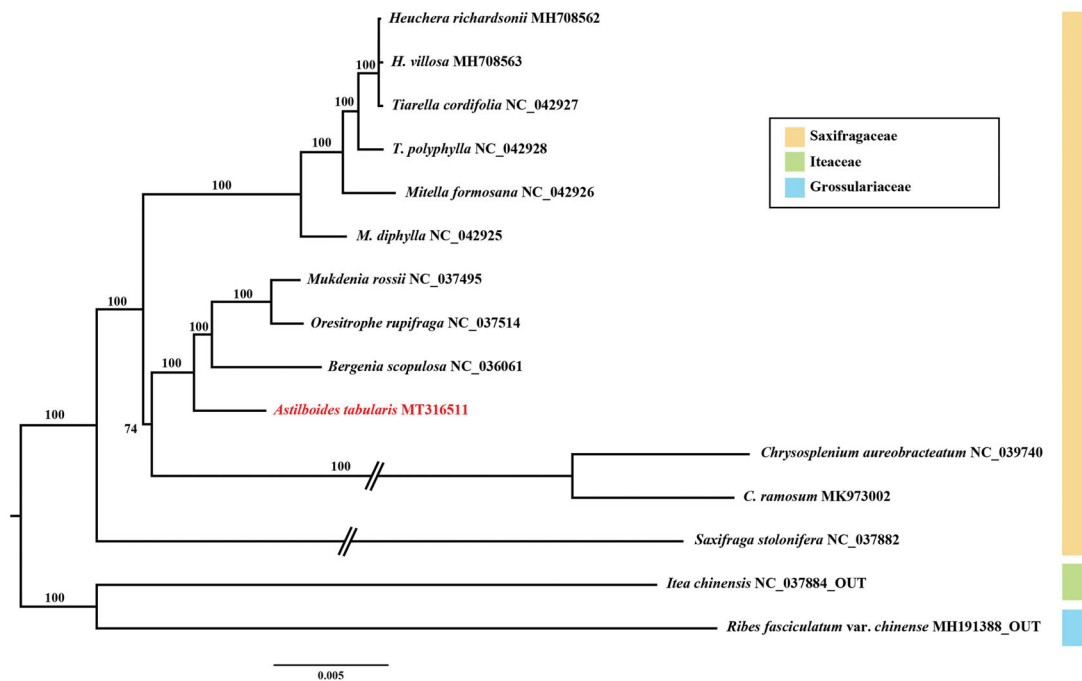 Heuchera richardsonii MH708562
100
H. villosa MH708563
100
Tiarella cordifolia NC_042927
Saxifragaceae
100
T. polyphylla NC_042928
Iteaceae
100
Grossulariaceae
Mitella formosana NC_042926
M. diphylla NC_042925
Mukdenia rossii NC_037495
100
100
Oresitrophe rupifraga NC_037514
100
100
Bergenia scopulosa NC_036061
Astilboides tabularis MT316511
100
74
Chrysosplenium aureobracteatum NC_039740
100
C. ramosum MK973002
Saxifraga stolonifera NC_037882
Itea chinensis NC_037884_OUT
100
Ribes fasciculatum var. chinense MH191388_OUT
0.005